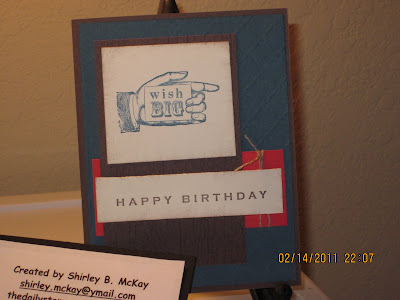 wish
BIG
HAPPY BIRTHDAY
Created by Shirley B. McKay
shirley.mckay@ymail.com
02/14/2011 22:07